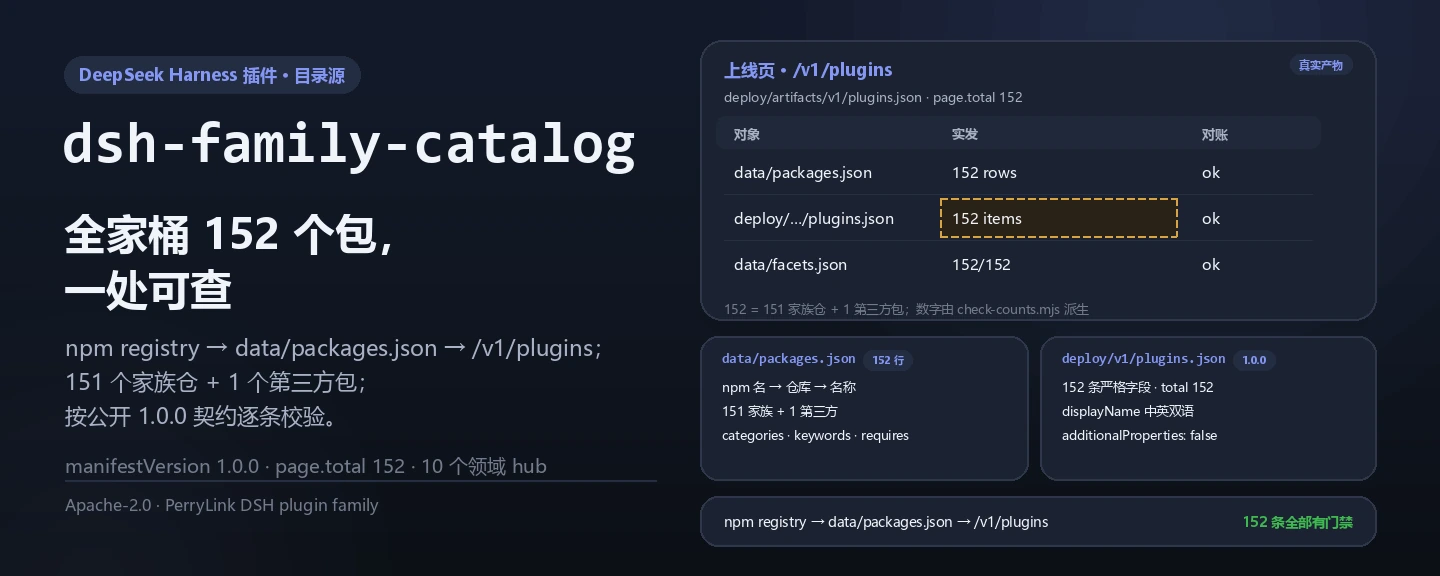 DeepSeek Harness 插件 • 目录源
dsh-family-catalog
全家桶 152 个包，
一处可查
npm registry → data/packages.json → /v1/plugins；
151 个家族仓 + 1 个第三方包；
按公开 1.0.0 契约逐条校验。
manifestVersion 1.0.0 · page.total 152 · 10 个领域 hub
Apache-2.0 · PerryLink DSH plugin family
上线页 • /v1/plugins
真实产物
deploy/artifacts/v1/plugins.json · page.total 152
对象 实发 对账
data/packages.json 152 rows ok
deploy/…/plugins.json 152 items ok
data/facets.json 152/152 ok
152 = 151 家族仓 + 1 第三方包；数字由 check-counts.mjs 派生
data/packages.json 152 行
npm 名 → 仓库 → 名称
151 家族 + 1 第三方
categories · keywords · requires
deploy/v1/plugins.json 1.0.0
152 条严格字段 · total 152
displayName 中英双语
additionalProperties: false
npm registry → data/packages.json → /v1/plugins
152 条全部有门禁